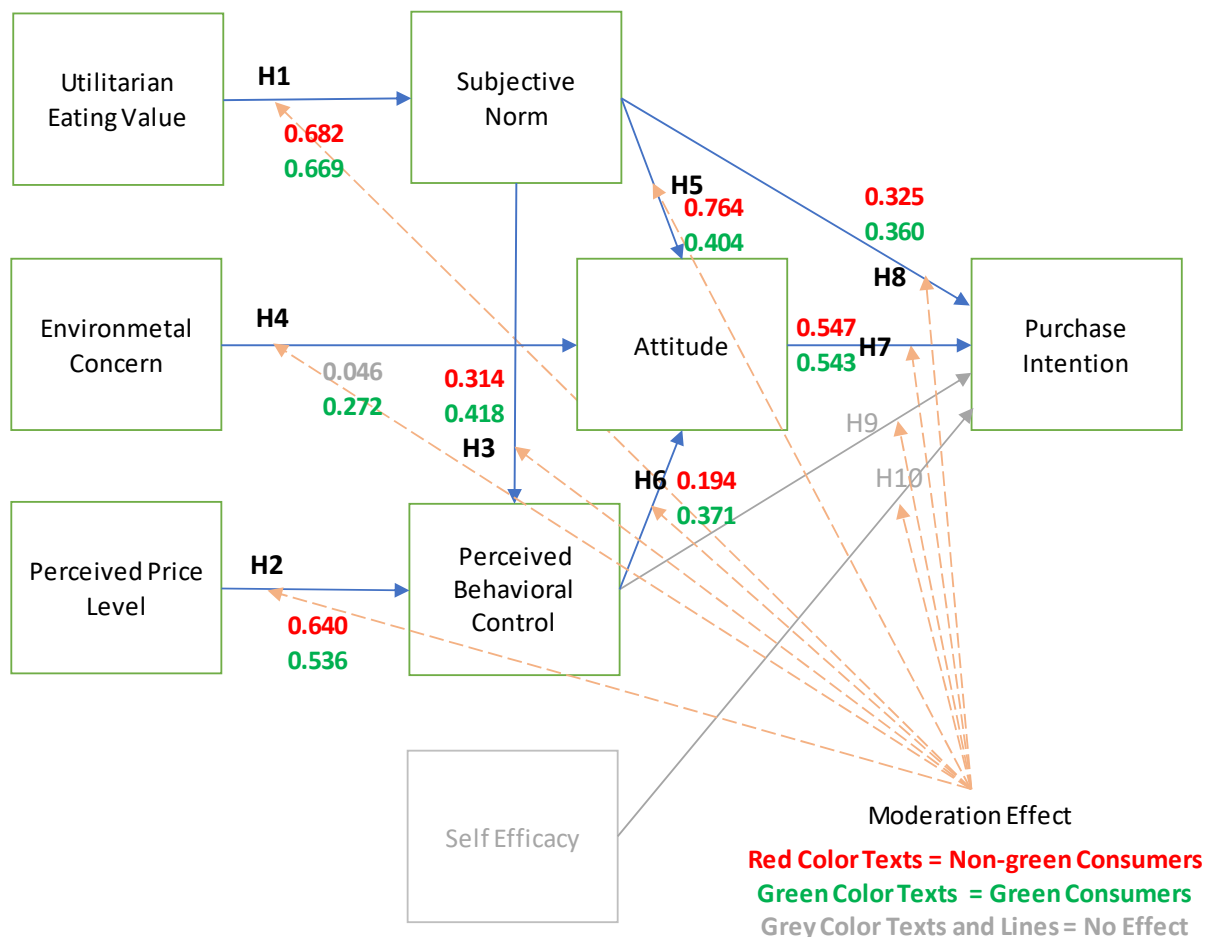 Utilitarian
Eating Value
H1
0.682
0.669
Subjective
Norm
H5
0.764
0.404
0.325
0.360
H8
Environmetal
Concern
H4
0.046
0.272
0.314
0.418
H3
Attitude
0.547
0.543
H7
Purchase
Intention
H9
H10
H6
0.194
0.371
Perceived Price
Level
H2
0.640
0.536
Perceived
Behavioral
Control
Self Efficacy
Moderation Effect
Red Color Texts = Non-green Consumers
Green Color Texts = Green Consumers
Grey Color Texts and Lines = No Effect